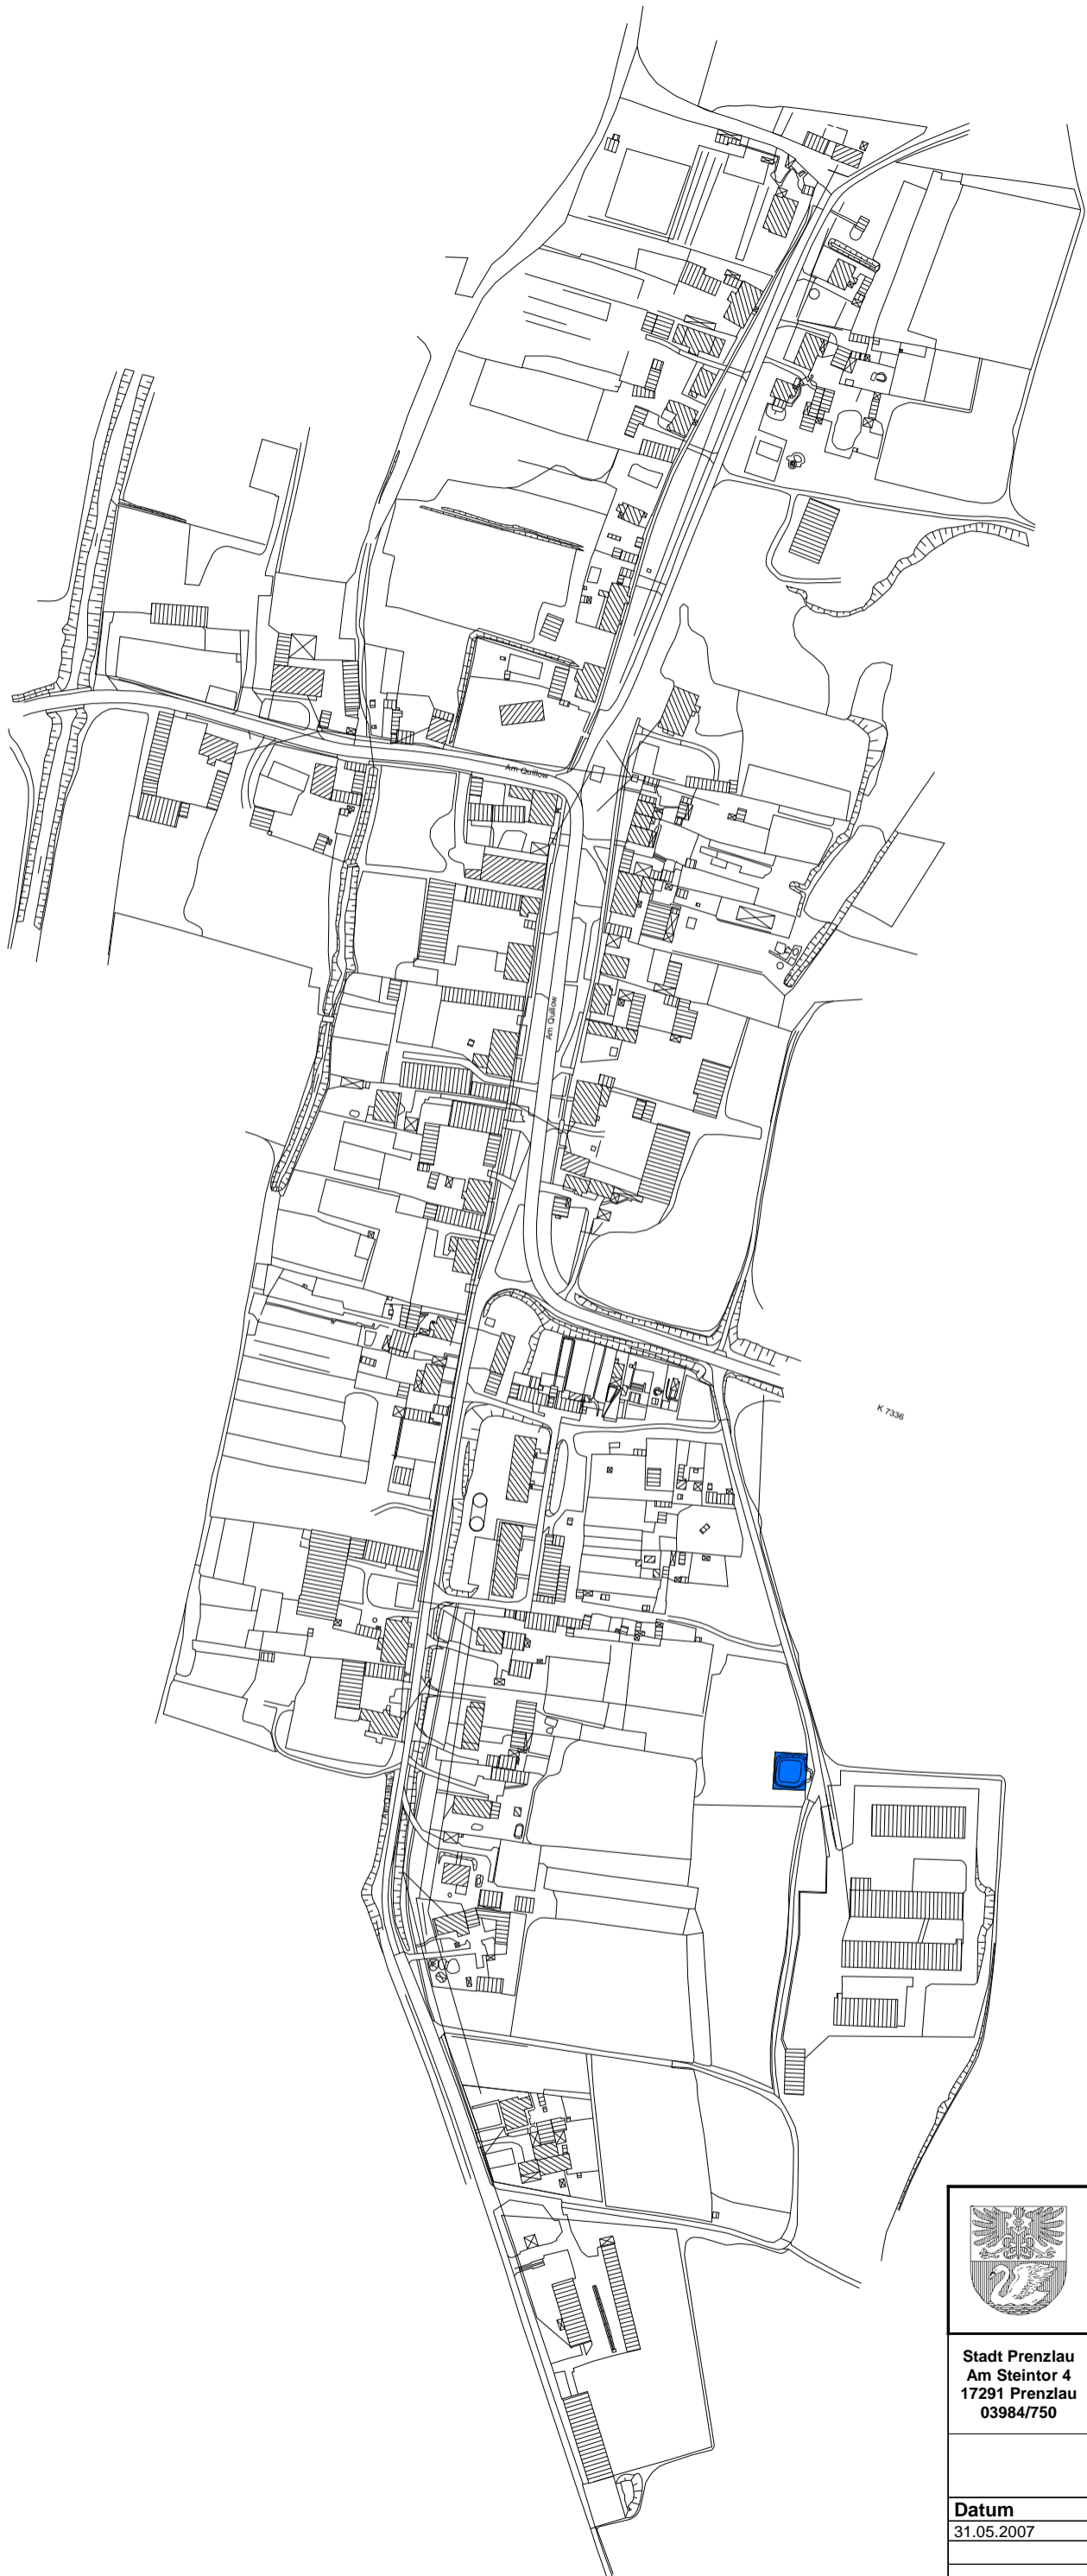 Am Quillow
Am Quillow
K 7336
Stadt Prenzlau
Am Steintor 4
17291 Prenzlau
03984/750
Datum
31.05.2007